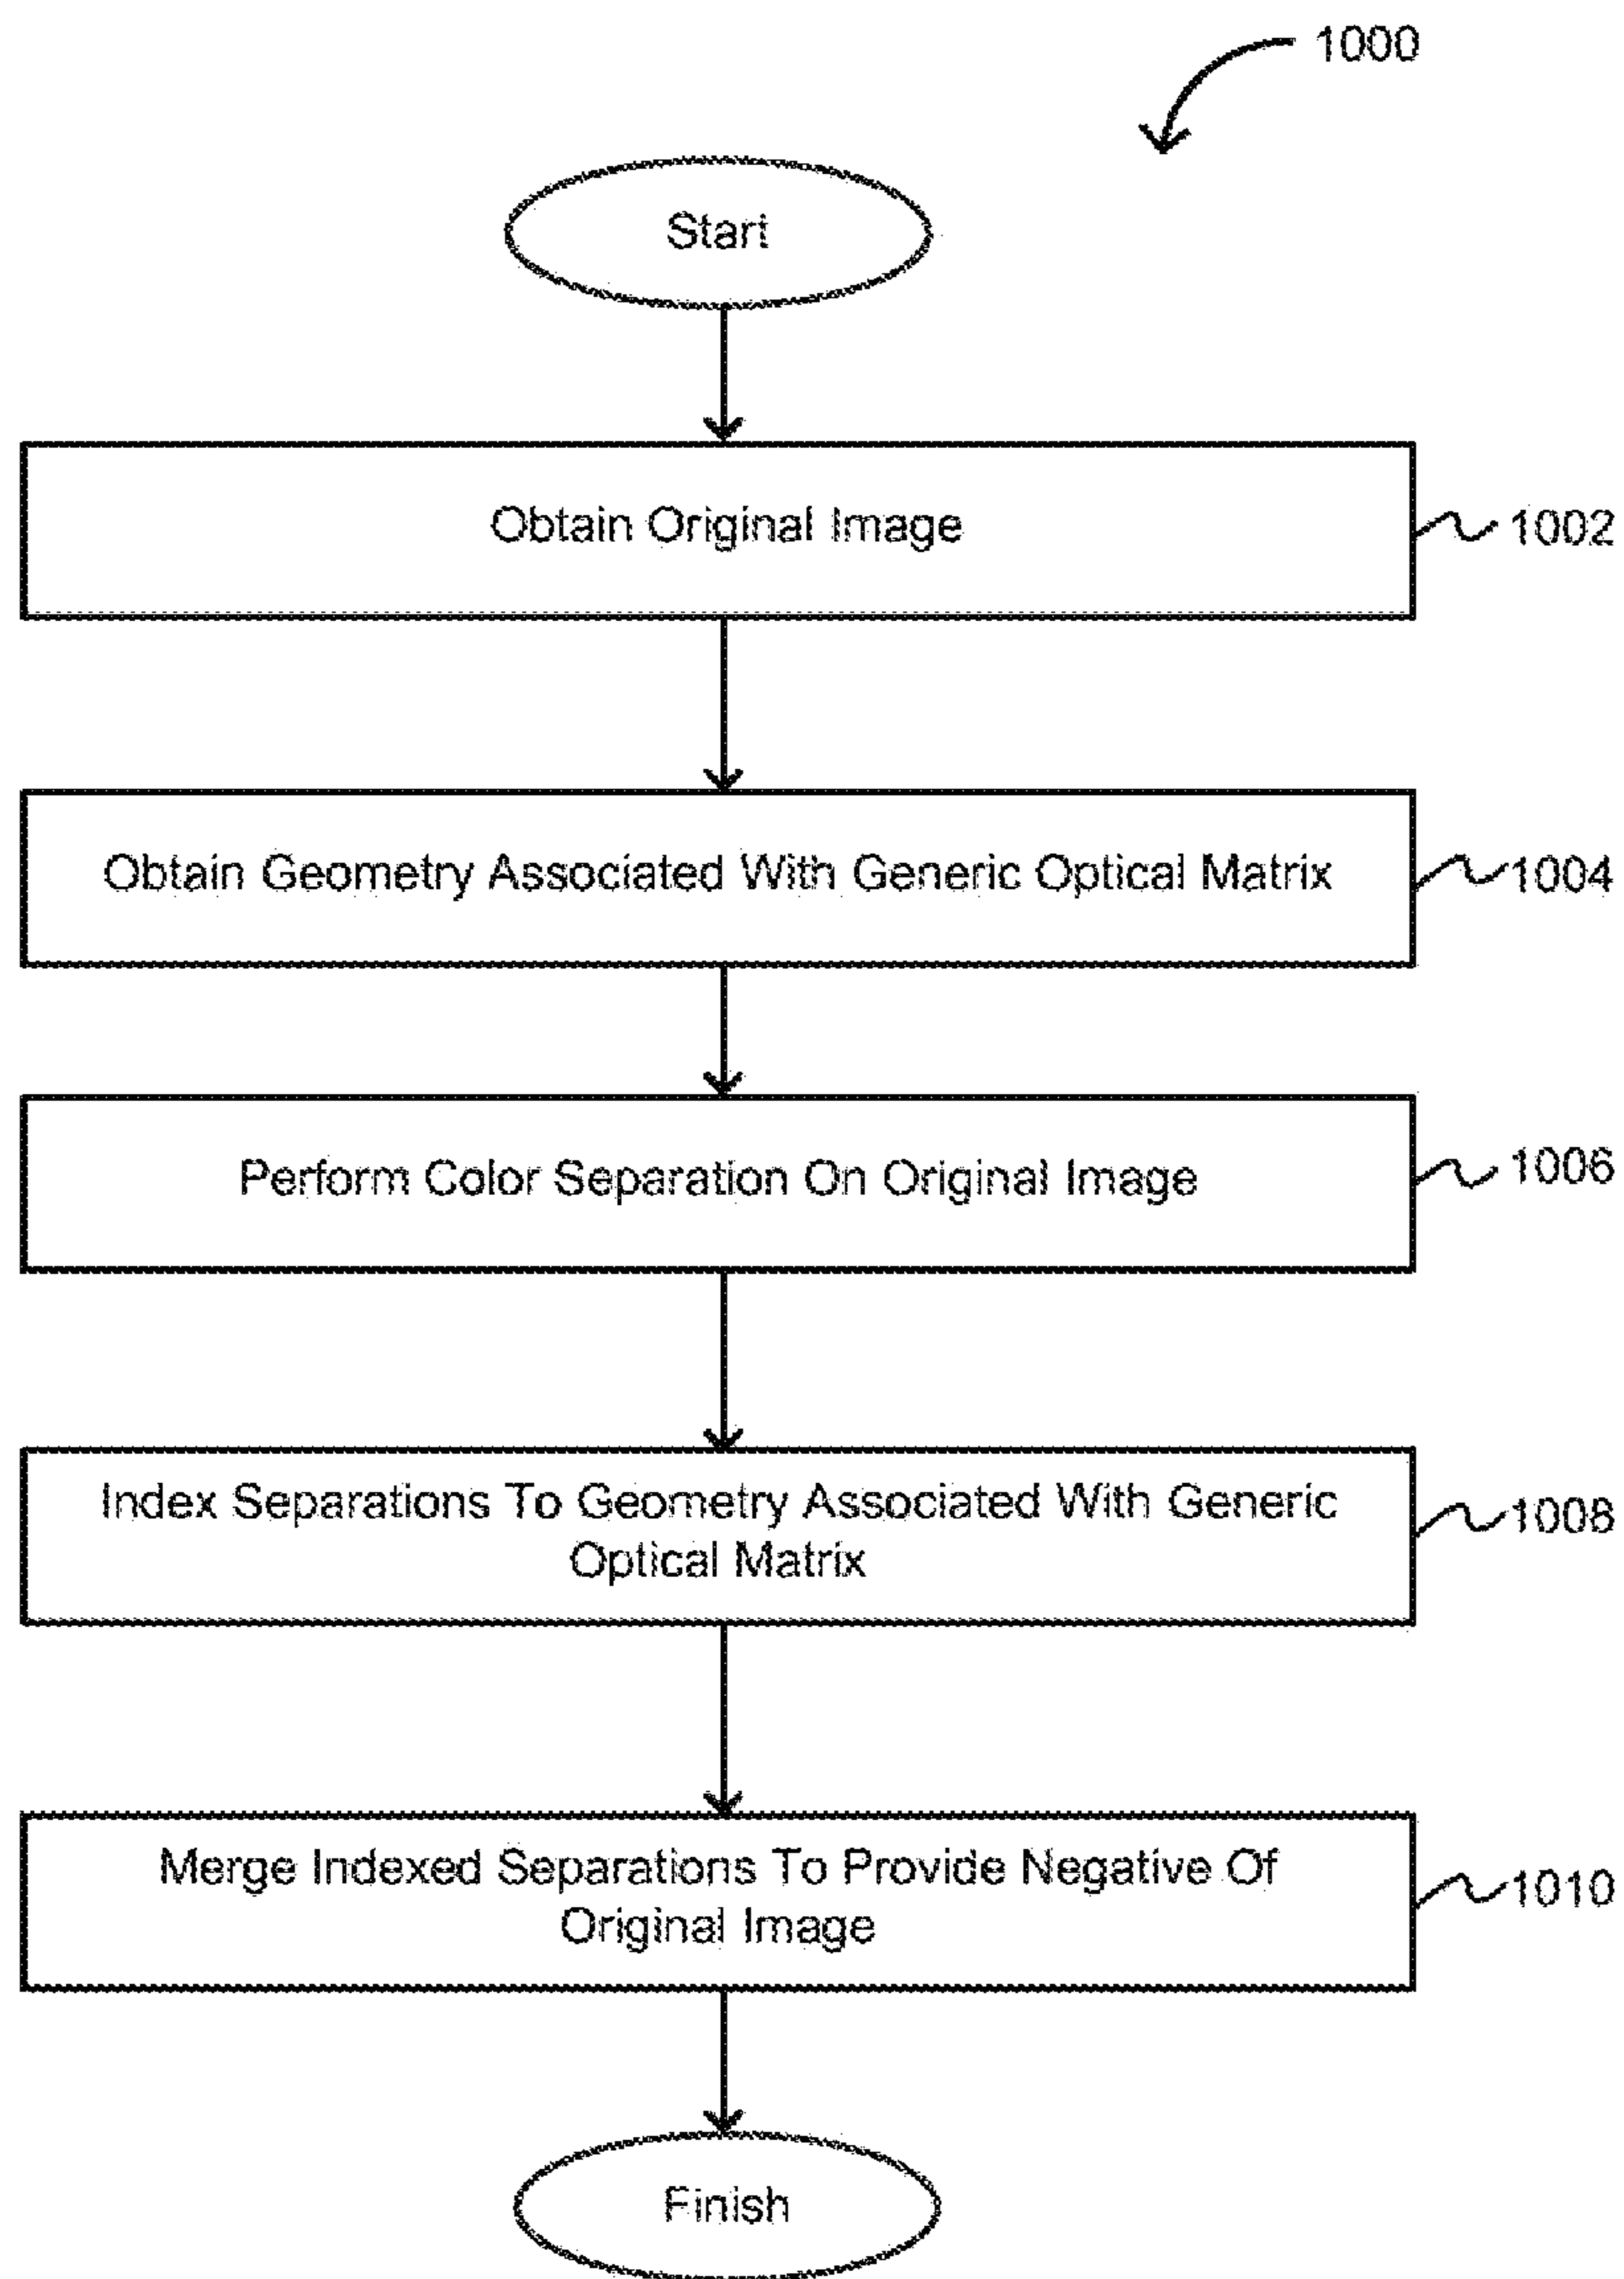 1000
Start
Obtain Original Image
1002
Obtain Geometry Associated With Generic Optical Matrix
1004
Perform Color Separation On Original Image
1006
Index Separations To Geometry Associated With Generic
Optical Matrix
1008
Merge Indexed Separations To Provide Negative Of
Original Image
1010
Finish